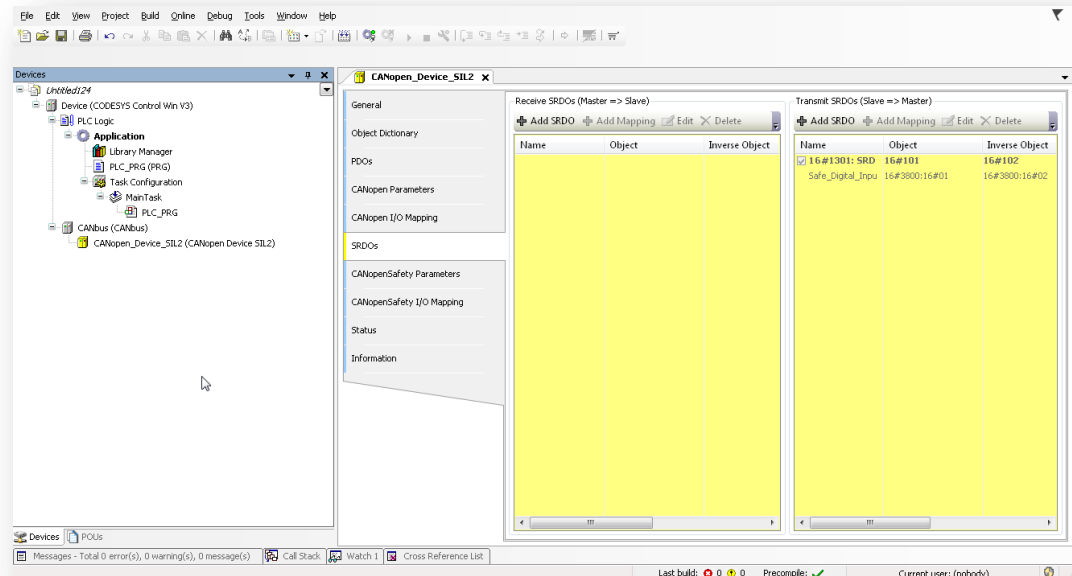 File Edit View Project Build Online Debug Tools Window Help
Devices
Untitled124
Device (CODESYS Control Win V3)
PLC Logic
Application
Library Manager
PLC_PRG (PRG)
Task Configuration
MainTask
PLC_PRG
CANbus (CANbus)
CANopen_Device_SIL2 (CANopen Device SIL2)
Devices POUs
CANopen_Device_SIL2
General
Object Dictionary
PDOs
CANopen Parameters
CANopen I/O Mapping
SRDOs
CANopenSafety Parameters
CANopenSafety I/O Mapping
Status
Information
Receive SRDOs (Master => Slave)
Add SRDO Add Mapping Edit Delete
Name Object Inverse Object
Transmit SRDOs (Slave => Master)
Add SRDO Add Mapping Edit Delete
Name Object Inverse Object
16#1301: SRD 16#101 16#102
Safe_Digital_Inpu 16#3800:16#01 16#3800:16#02
Messages - Total 0 error(s), 0 warning(s), 0 message(s) Call Stack Watch 1 Cross Reference List
Last build: 0 0 Precompile: Current user: (nobody)